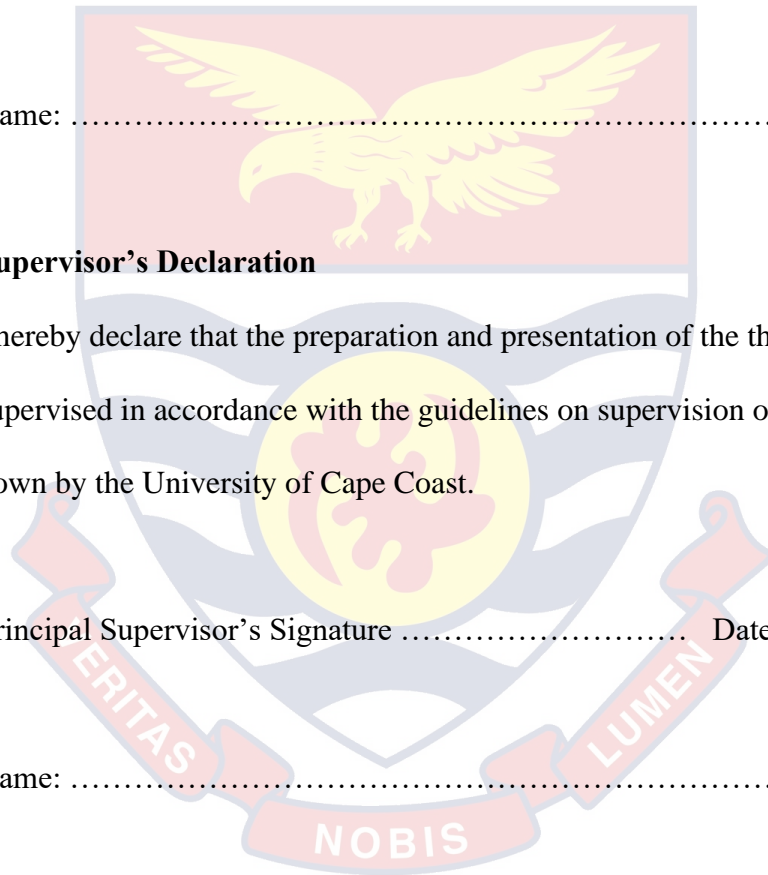 ame: ……………………………………………………………
upervisor’s Declaration
hereby declare that the preparation and presentation of the th
upervised in accordance with the guidelines on supervision o
own by the University of Cape Coast.
rincipal Supervisor’s Signature ……………………… Date
ame: ……………………………………………………………
VERITAS
NOBIS
LUMEN